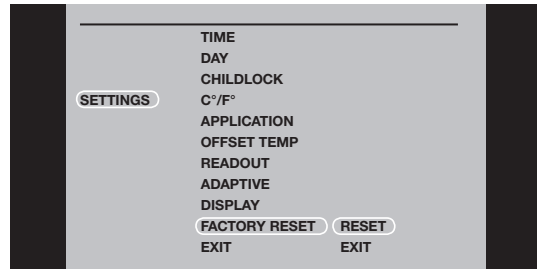 TIME
DAY
CHILDLOCK
SETTINGS C°/F°
APPLICATION
OFFSET TEMP
READOUT
ADAPTIVE
DISPLAY
FACTORY RESET RESET
EXIT EXIT